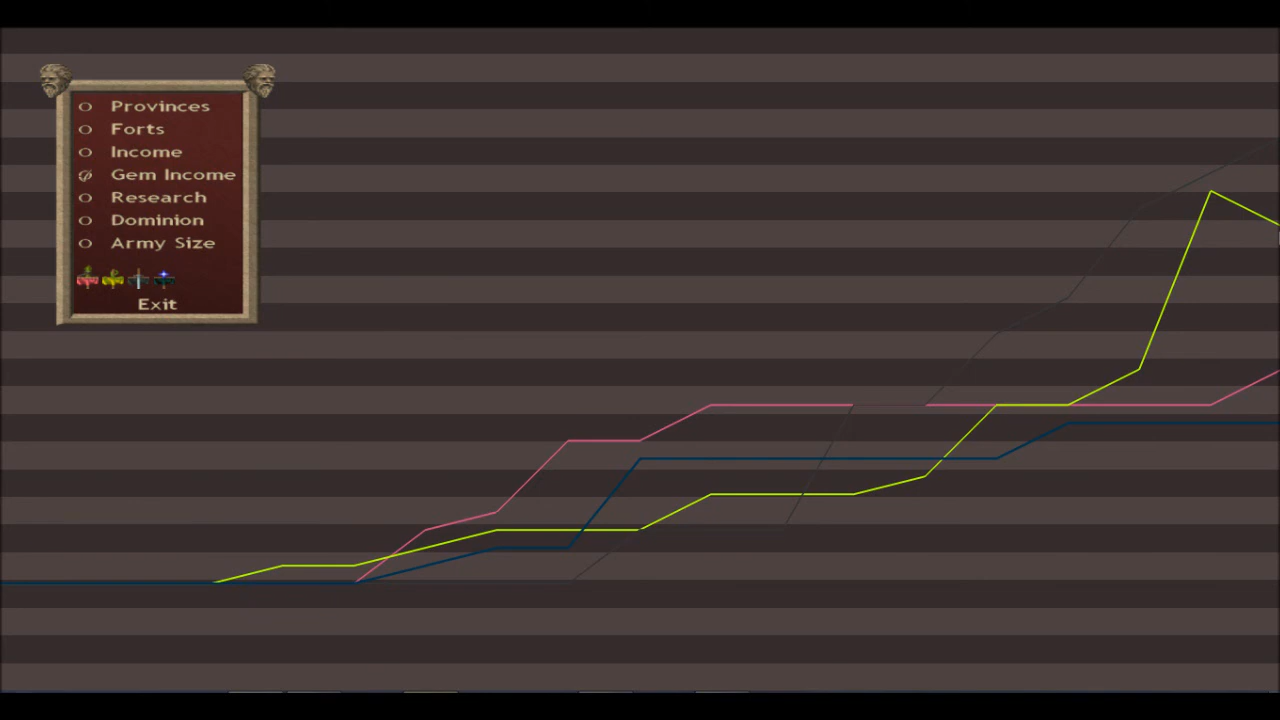 Provinces
Forts
Income
Gem Income
Research
Dominion
Army Size
Exit